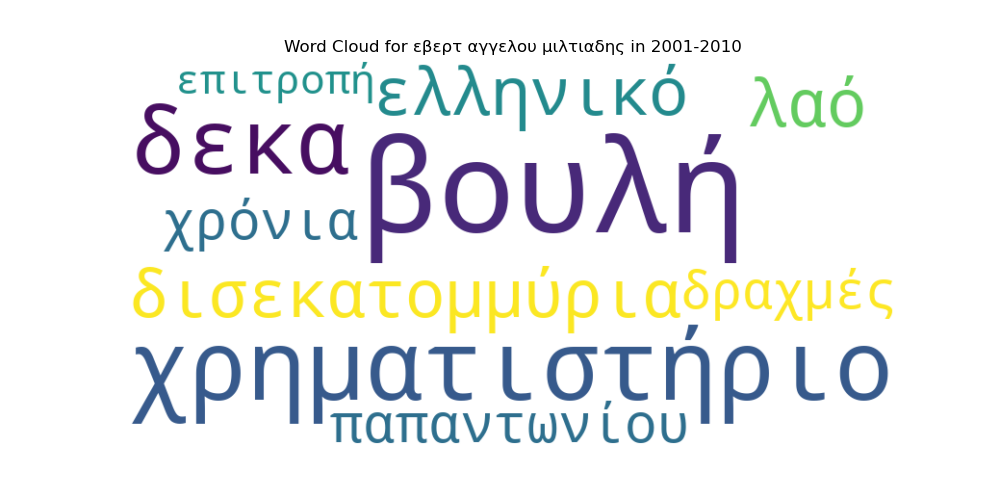 Word Cloud for εβερτ αγγελου μιλτιαδης in 2001-2010
επιτροπή ελληνικό λαό
δεκα βουλή
χρόνια
δισεκατομμύρια δραχμές
χρηματιστήριο
παπαντωνίου